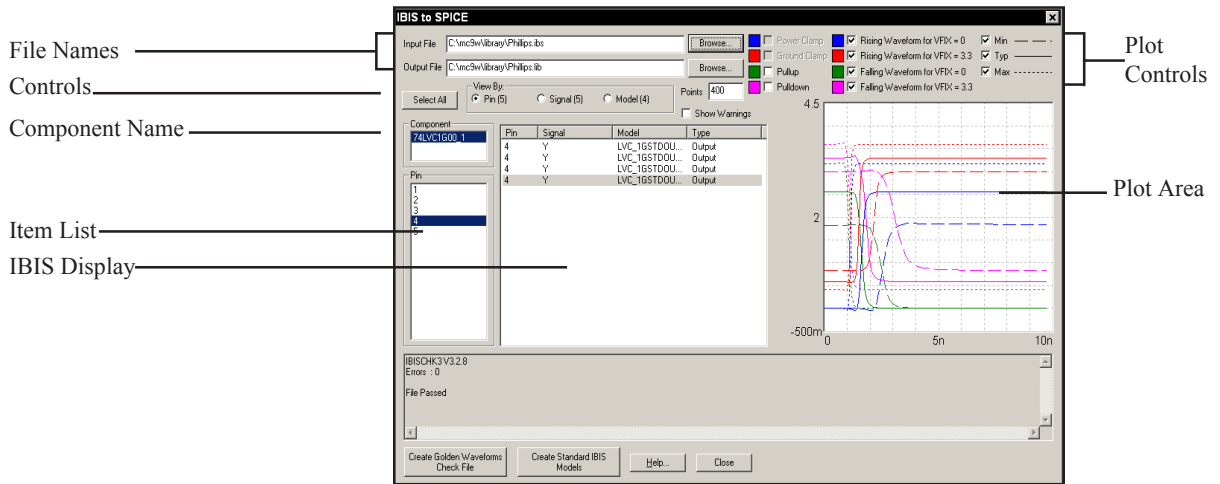 IBIS to SPICE
File Names
Controls
Component Name
Item List
IBIS Display
Plot
Controls
Plot Area
Input File C:\mc9w\library\Phillips.ibs Browse...
Output File C:\mc9w\library\Phillips.lib Browse...
Select All
View By:
Pin (5) Signal (5) Model (4)
Points 400
Show Warnings
Power Clamp Rising Waveform for VFIX = 0 Min
Ground Clamp Rising Waveform for VFIX = 3.3 Typ
Pullup Falling Waveform for VFIX = 0 Max
Pulldown Falling Waveform for VFIX = 3.3
Component
74LVC1G00_1
Pin
1
2
3
4
5
Pin Signal Model Type
4 Y LVC_1GSTDOU... Output
4 Y LVC_1GSTDOU... Output
4 Y LVC_1GSTDOU... Output
4 Y LVC_1GSTDOU... Output
4.5
2
-500m
0 5n 10n
IBISCHK3 V3.2.8
Errors : 0
File Passed
Create Golden Waveforms
Check File
Create Standard IBIS
Models
Help...
Close